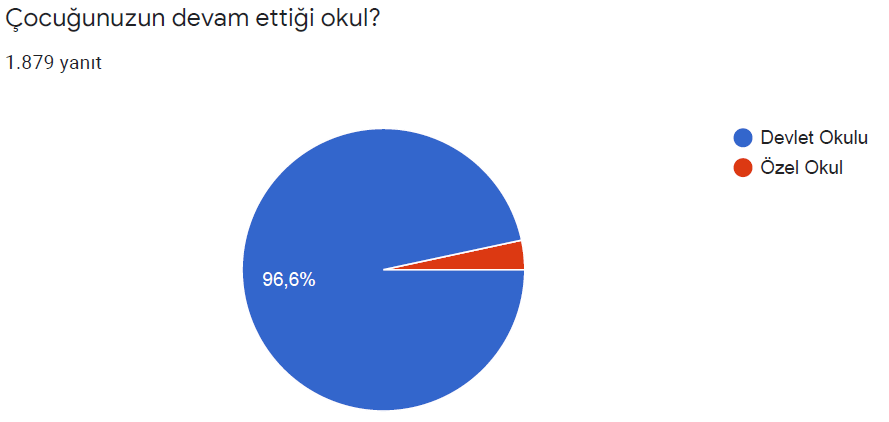 Çocuğunuzun devam ettiği okul?
1.879 yanıt
Devlet Okulu
Özel Okul
96,6%